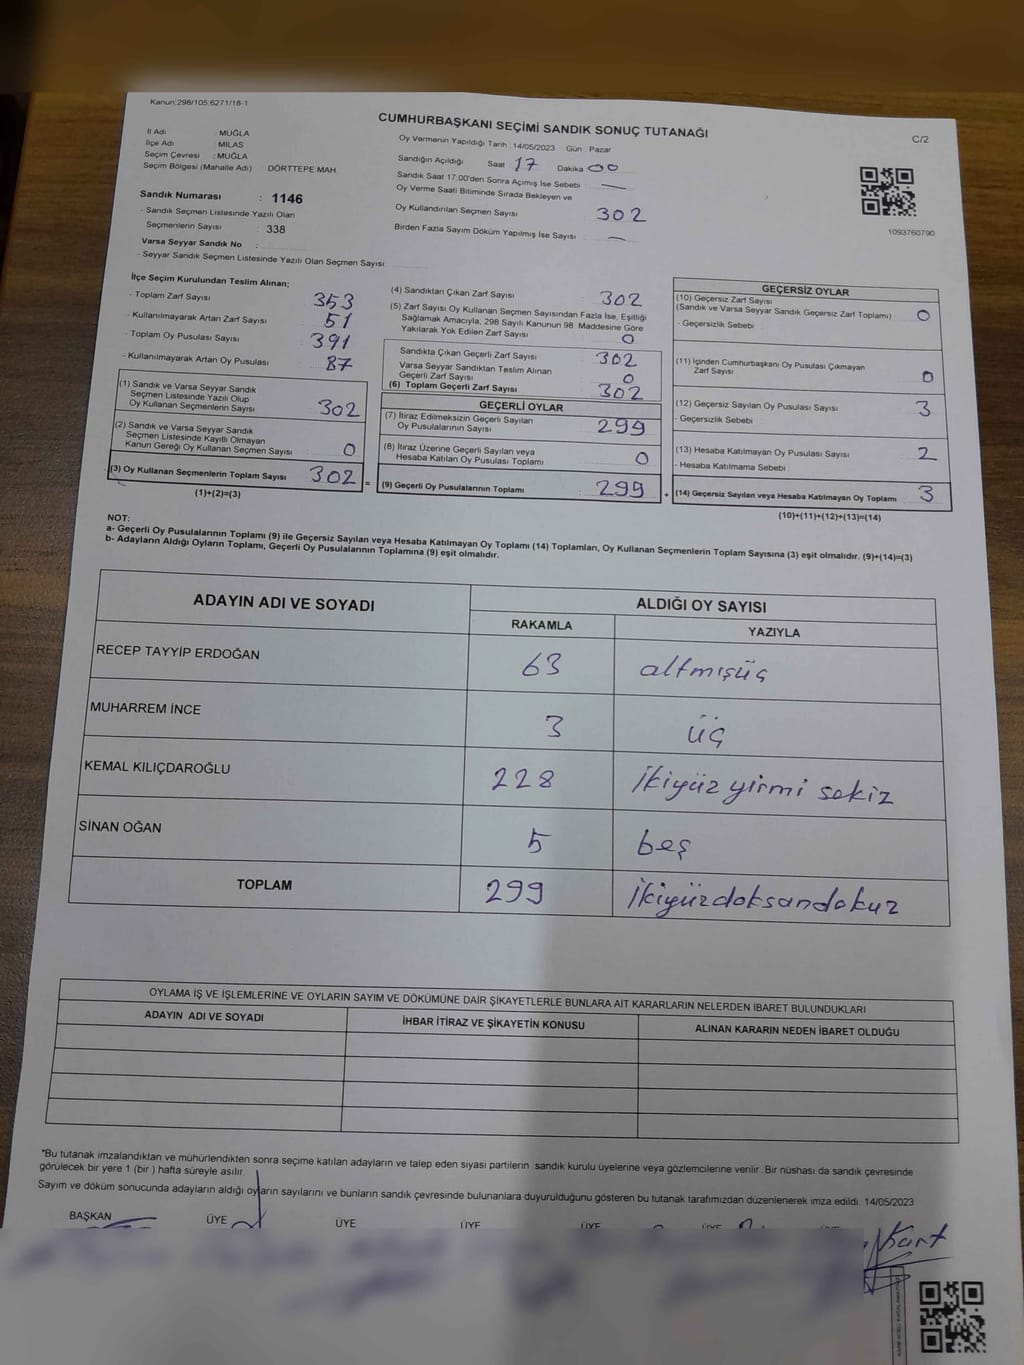 Kanun:298/105,6271/18-1
CUMHURBAŞKANI SEÇİMİ SANDIK SONUÇ TUTANAĞI
C/2
İl Adı : MUĞLA
İlçe Adı : MİLAS
Seçim Çevresi : MUĞLA
Seçim Bölgesi (Mahalle Adı) DÖRTTEPE MAH.
Sandık Numarası : 1146
- Sandık Seçmen Listesinde Yazılı Olan
Seçmenlerin Sayısı : 338
Varsa Seyyar Sandık No :
- Seyyar Sandık Seçmen Listesinde Yazılı Olan Seçmen Sayısı
Oy Vermenin Yapıldığı Tarih :14/05/2023 Gün : Pazar
Sandığın Açıldığı Saat 17 Dakika 00
Sandık Saat 17:00'den Sonra Açımış İse Sebebi —
Oy Verme Saati Bitiminde Sırada Bekleyen ve
Oy Kullandırılan Seçmen Sayısı 302
Birden Fazla Sayım Döküm Yapılmış İse Sayısı —
1093760790
İlçe Seçim Kurulundan Teslim Alınan;
- Toplam Zarf Sayısı 353
- Kullanılmayarak Artan Zarf Sayısı 51
- Toplam Oy Pusulası Sayısı 391
- Kullanılmayarak Artan Oy Pusulası 87
(1) Sandık ve Varsa Seyyar Sandık
Seçmen Listesinde Yazılı Olup
Oy Kullanan Seçmenlerin Sayısı 302
(2) Sandık ve Varsa Seyyar Sandık
Seçmen Listesinde Kayıtlı Olmayan
Kanun Gereği Oy Kullanan Seçmen Sayısı 0
(3) Oy Kullanan Seçmenlerin Toplam Sayısı 302 =
(1)+(2)=(3)
(4) Sandıktan Çıkan Zarf Sayısı 302
(5) Zarf Sayısı Oy Kullanan Seçmen Sayısından Fazla İse, Eşitliği
Sağlamak Amacıyla, 298 Sayılı Kanunun 98. Maddesine Göre
Yakılarak Yok Edilen Zarf Sayısı 0
Sandıkta Çıkan Geçerli Zarf Sayısı 302
Varsa Seyyar Sandıktan Teslim Alınan
Geçerli Zarf Sayısı 0
(6) Toplam Geçerli Zarf Sayısı 302
GEÇERLİ OYLAR
(7) İtiraz Edilmeksizin Geçerli Sayılan
Oy Pusulalarının Sayısı 299
(8) İtiraz Üzerine Geçerli Sayılan veya
Hesaba Katılan Oy Pusulası Toplamı 0
(9) Geçerli Oy Pusulalarının Toplamı 299 +
GEÇERSİZ OYLAR
(10) Geçersiz Zarf Sayısı
(Sandık ve Varsa Seyyar Sandık Geçersiz Zarf Toplamı) 0
- Geçersizlik Sebebi
(11) İçinden Cumhurbaşkanı Oy Pusulası Çıkmayan
Zarf Sayısı 0
(12) Geçersiz Sayılan Oy Pusulası Sayısı 3
- Geçersizlik Sebebi
(13) Hesaba Katılmayan Oy Pusulası Sayısı 2
- Hesaba Katılmama Sebebi
(14) Geçersiz Sayılan veya Hesaba Katılmayan Oy Toplamı 3
(10)+(11)+(12)+(13)=(14)
NOT:
a- Geçerli Oy Pusulalarının Toplamı (9) ile Geçersiz Sayılan veya Hesaba Katılmayan Oy Toplamı (14) Toplamları, Oy Kullanan Seçmenlerin Toplam Sayısına (3) eşit olmalıdır. (9)+(14)=(3)
b- Adayların Aldığı Oyların Toplamı, Geçerli Oy Pusulalarının Toplamına (9) eşit olmalıdır.
ADAYIN ADI VE SOYADI ALDIĞI OY SAYISI
RAKAMLA YAZIYLA
RECEP TAYYİP ERDOĞAN 63 altmışüç
MUHARREM İNCE 3 üç
KEMAL KILIÇDAROĞLU 228 İkiyüz yirmi sekiz
SİNAN OĞAN 5 beş
TOPLAM 299 İkiyüzdoksandokuz
OYLAMA İŞ VE İŞLEMLERİNE VE OYLARIN SAYIM VE DÖKÜMÜNE DAİR ŞİKAYETLERLE BUNLARA AİT KARARLARIN NELERDEN İBARET BULUNDUKLARI
ADAYIN ADI VE SOYADI İHBAR İTİRAZ VE ŞİKAYETİN KONUSU ALINAN KARARIN NEDEN İBARET OLDUĞU
*Bu tutanak imzalandıktan ve mühürlendikten sonra seçime katılan adayların ve talep eden siyasi partilerin sandık kurulu üyelerine veya gözlemcilerine verilir. Bir nüshası da sandık çevresinde
görülecek bir yere 1 (bir ) hafta süreyle asılır.
Sayım ve döküm sonucunda adayların aldığı oyların sayılarını ve bunların sandık çevresinde bulunanlara duyurulduğunu gösteren bu tutanak tarafımızdan düzenlenerek imza edildi. 14/05/2023
BAŞKAN ÜYE ÜYE ÜYE ÜYE ÜYE
Kart